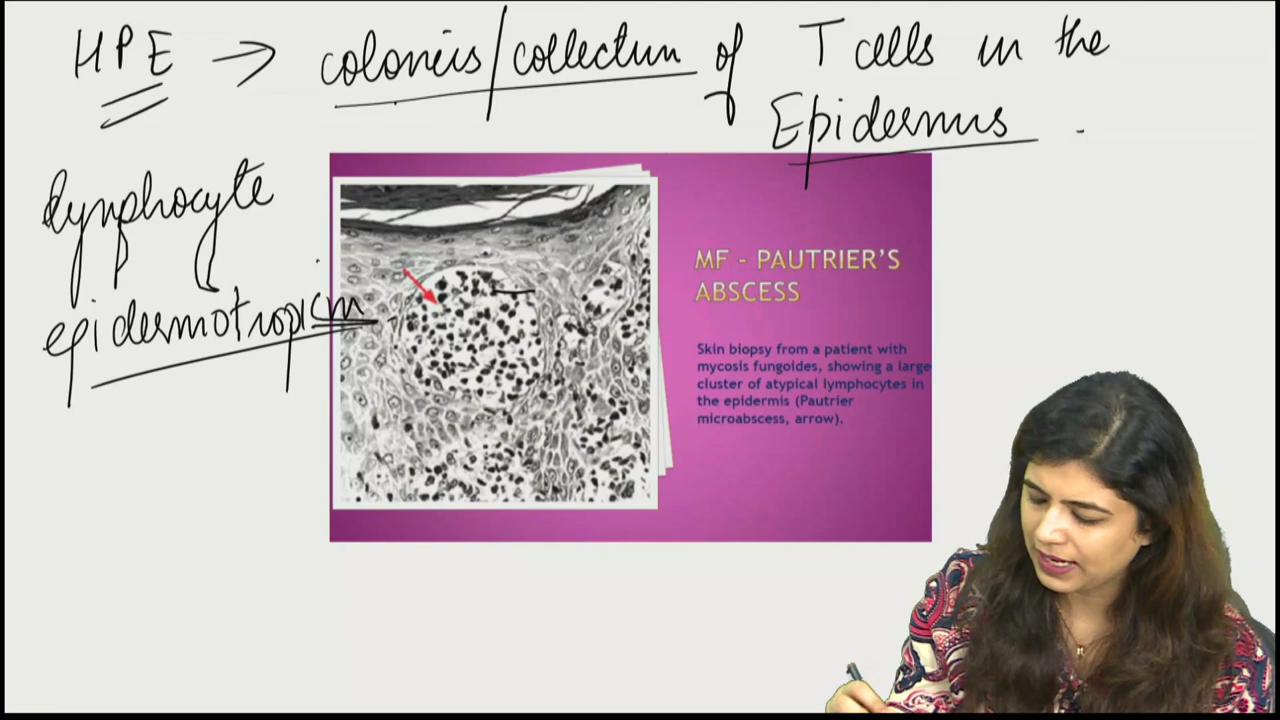 HPE → colonies/collection of T cells in the
Epidermis.
lymphocyte
epidermotropism
MF - PAUTRIER'S
ABSCESS
Skin biopsy from a patient with
mycosis fungoides, showing a large
cluster of atypical lymphocytes in
the epidermis (Pautrier
microabscess, arrow).